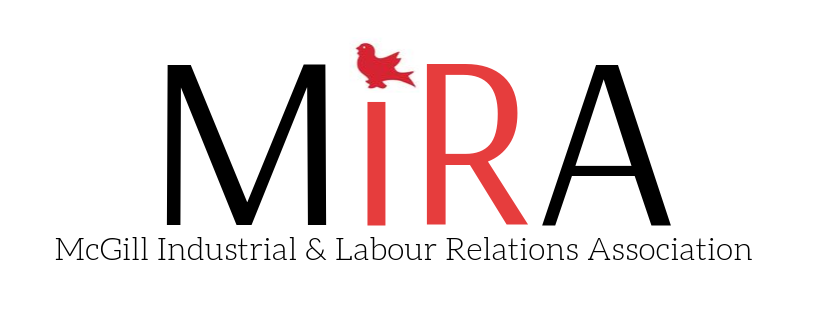 MiRA
McGill Industrial & Labour Relations Association